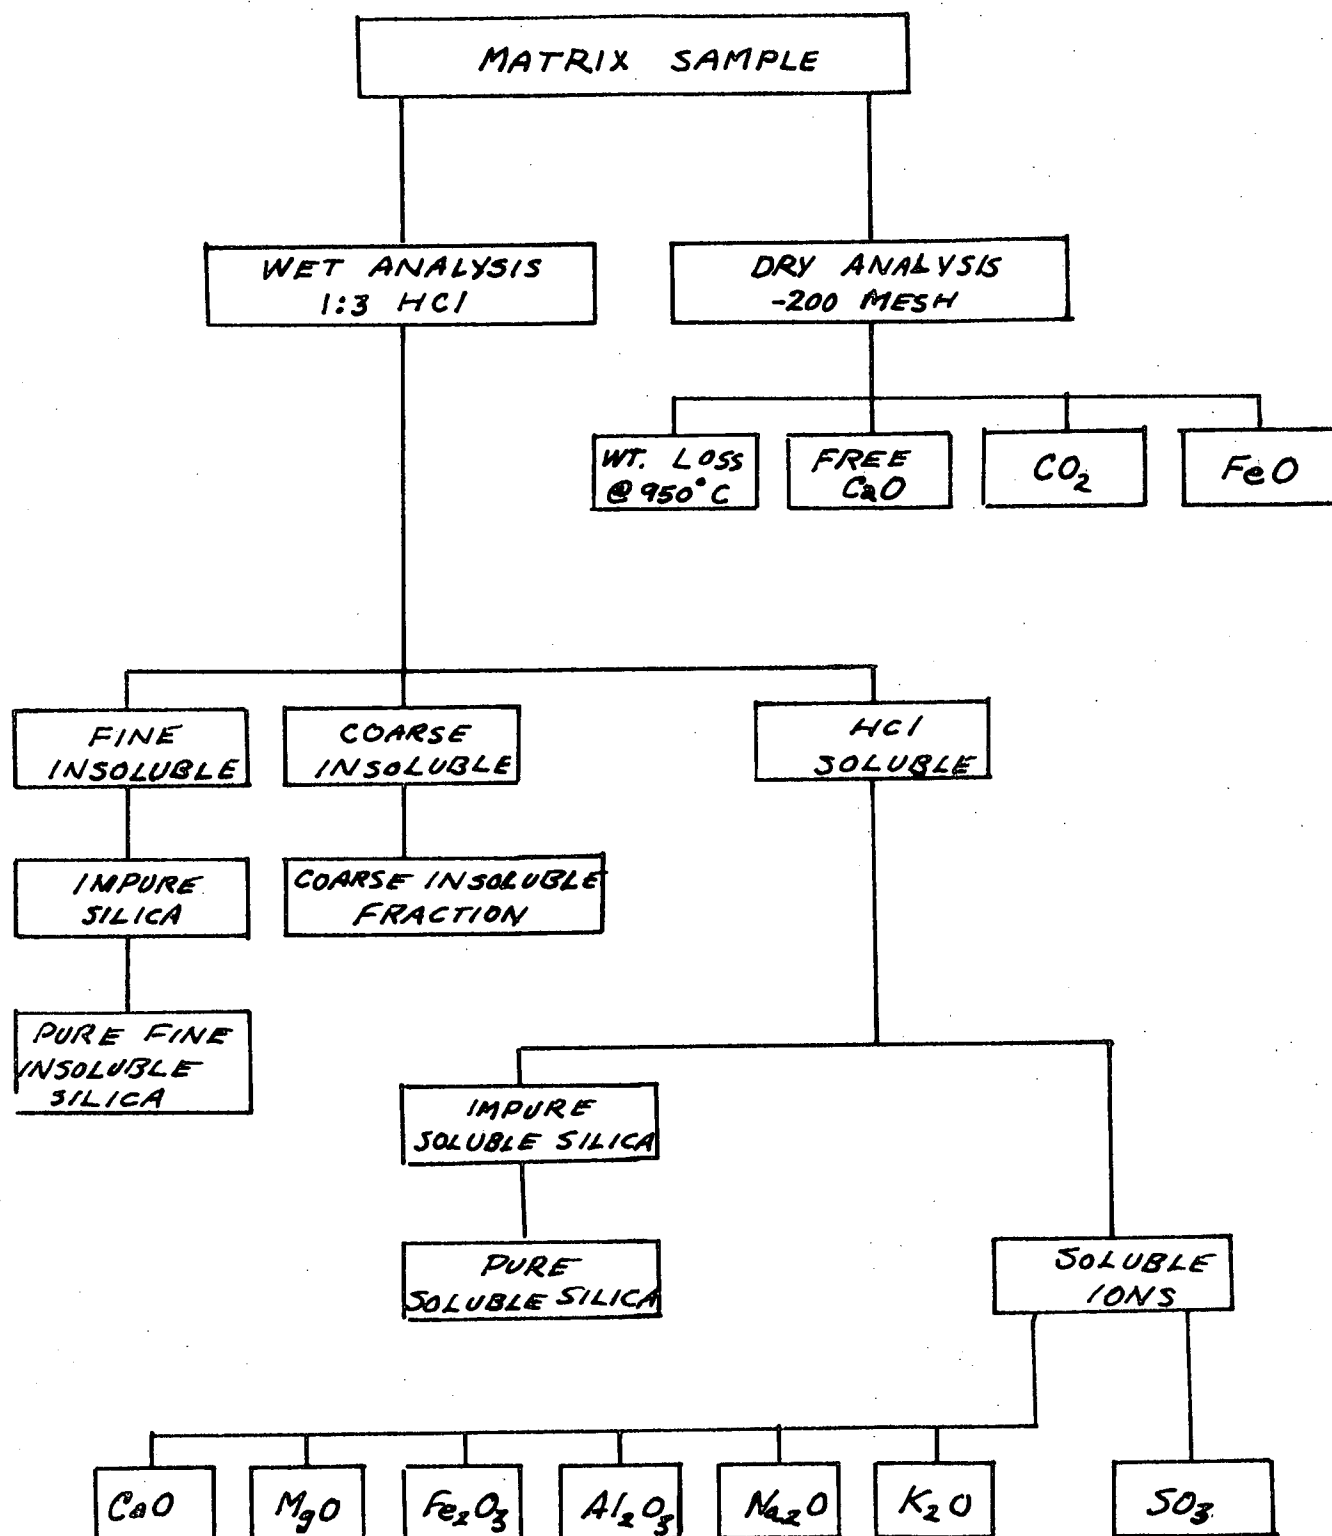 MATRIX SAMPLE
WET ANALYSIS
1:3 HCl
DRY ANALYSIS
-200 MESH
WT. LOSS
@ 950° C
FREE
CaO
CO₂
FeO
FINE
INSOLUBLE
COARSE
INSOLUBLE
HCl
SOLUBLE
IMPURE
SILICA
COARSE INSOLUBLE
FRACTION
PURE FINE
INSOLUBLE
SILICA
IMPURE
SOLUBLE SILICA
PURE
SOLUBLE SILICA
SOLUBLE
IONS
CaO
MgO
Fe₂O₃
Al₂O₃
Na₂O
K₂O
SO₃